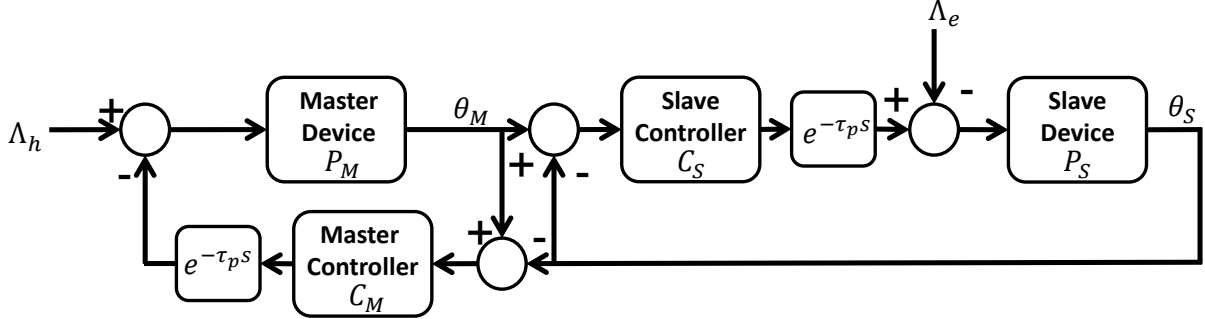 Λ_e
Λ_h
+
-
Master
Device
P_M
θ_M
+
-
Slave
Controller
C_S
e^{-τ_p s}
+
-
Slave
Device
P_S
θ_S
e^{-τ_p s}
Master
Controller
C_M
+
-